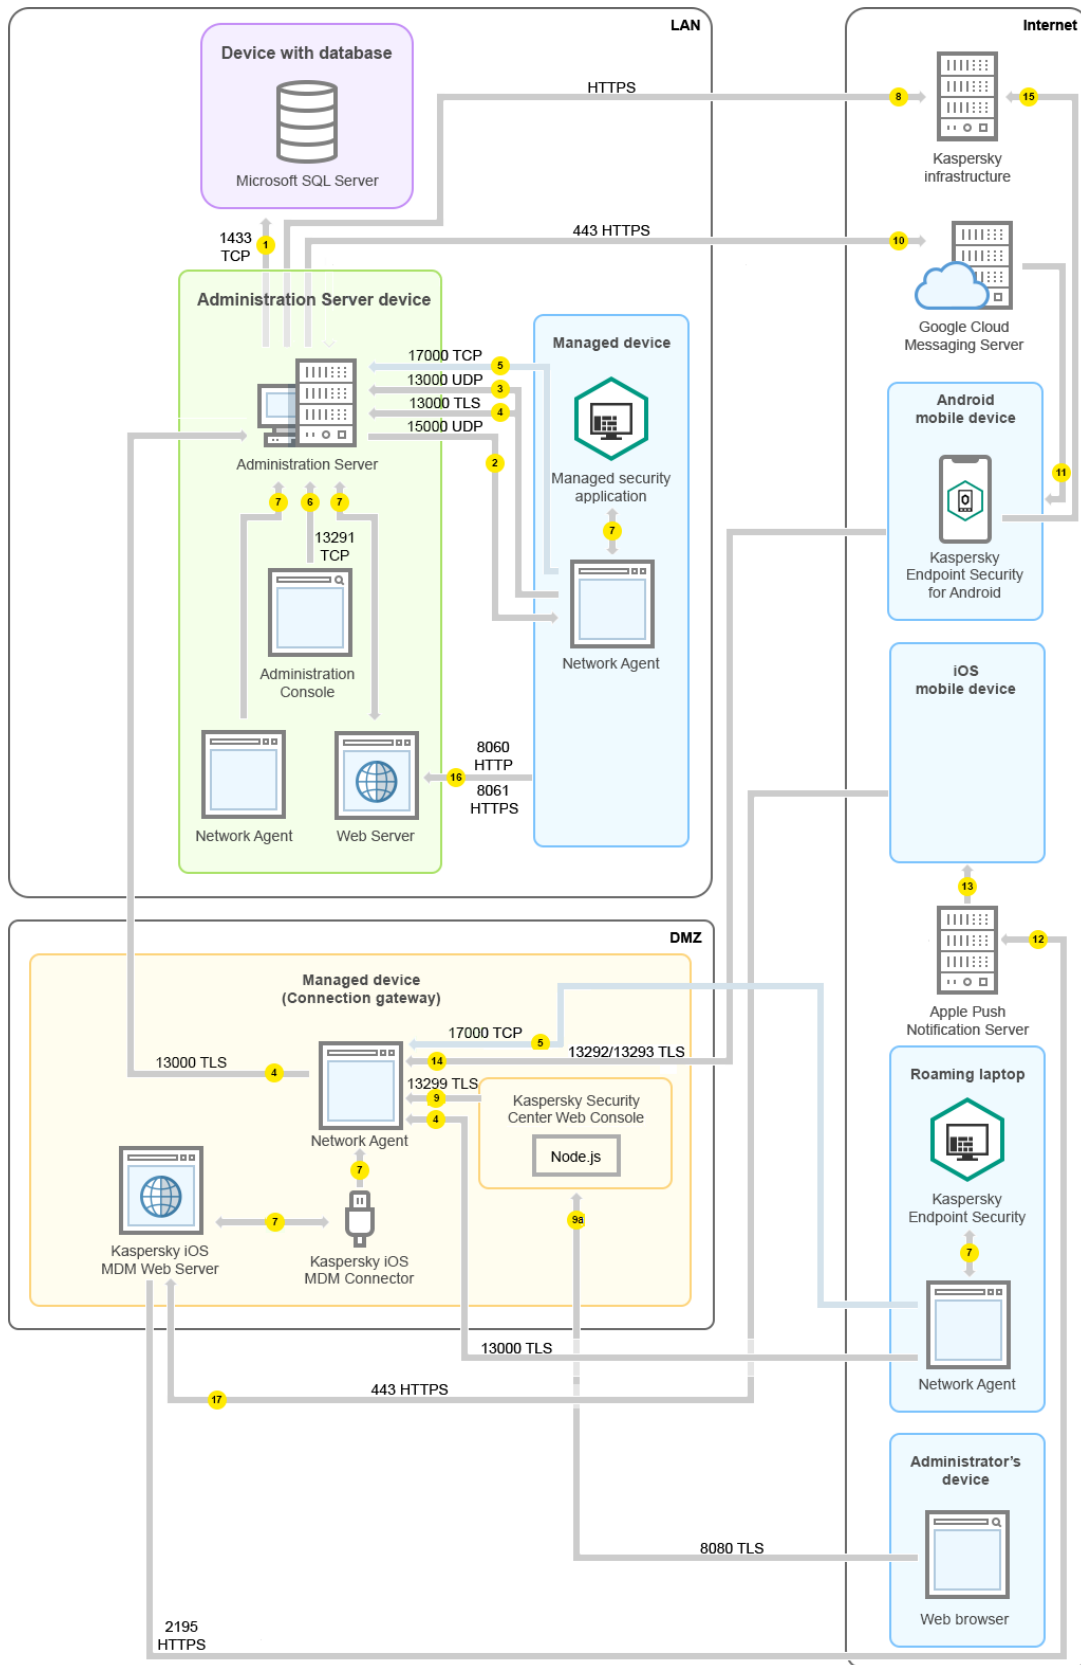 LAN
Internet
Device with database
Microsoft SQL Server
HTTPS
8
15
Kaspersky
infrastructure
1433
TCP
1
443 HTTPS
10
Google Cloud
Messaging Server
Administration Server device
Administration Server
17000 TCP
5
13000 UDP
3
13000 TLS
4
15000 UDP
2
Managed device
Managed security
application
7
Network Agent
Android
mobile device
11
Kaspersky
Endpoint Security
for Android
7
6
7
13291
TCP
Administration
Console
Network Agent
Web Server
8060
HTTP
16
8061
HTTPS
iOS
mobile device
13
12
Apple Push
Notification Server
DMZ
Managed device
(Connection gateway)
17000 TCP
5
14
13292/13293 TLS
13000 TLS
4
13299 TLS
9
4
Network Agent
Kaspersky Security
Center Web Console
Node.js
7
7
9a
Kaspersky iOS
MDM Web Server
Kaspersky iOS
MDM Connector
Roaming laptop
Kaspersky
Endpoint Security
7
Network Agent
13000 TLS
443 HTTPS
17
Administrator's
device
8080 TLS
Web browser
2195
HTTPS